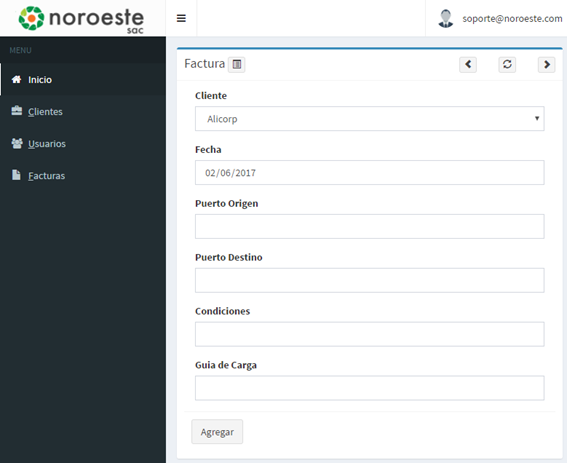 noroeste
sac
soporte@noroeste.com
MENU
Inicio
Clientes
Usuarios
Facturas
Factura
Cliente
Alicorp
Fecha
02/06/2017
Puerto Origen
Puerto Destino
Condiciones
Guia de Carga
Agregar